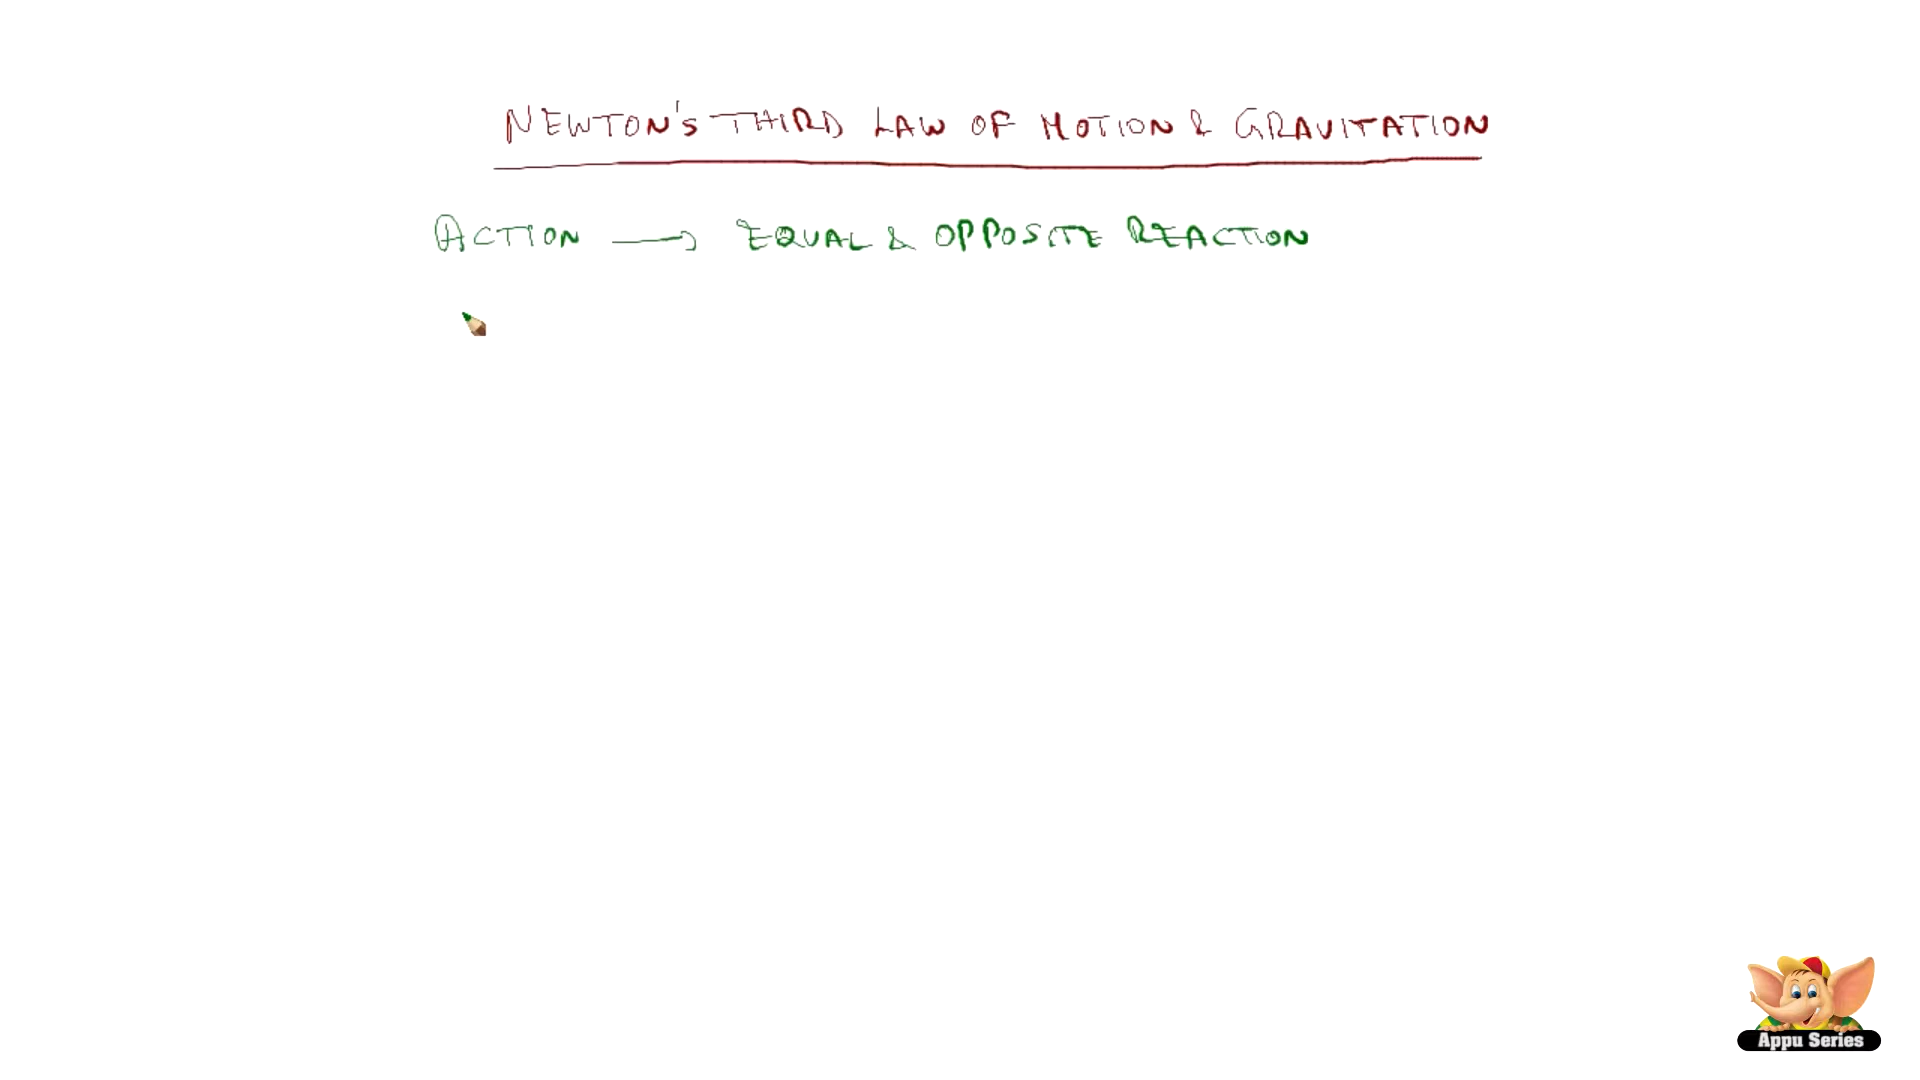 NEWTON'S THIRD LAW OF MOTION & GRAVITATION
ACTION → EQUAL & OPPOSITE REACTION
Appu Series